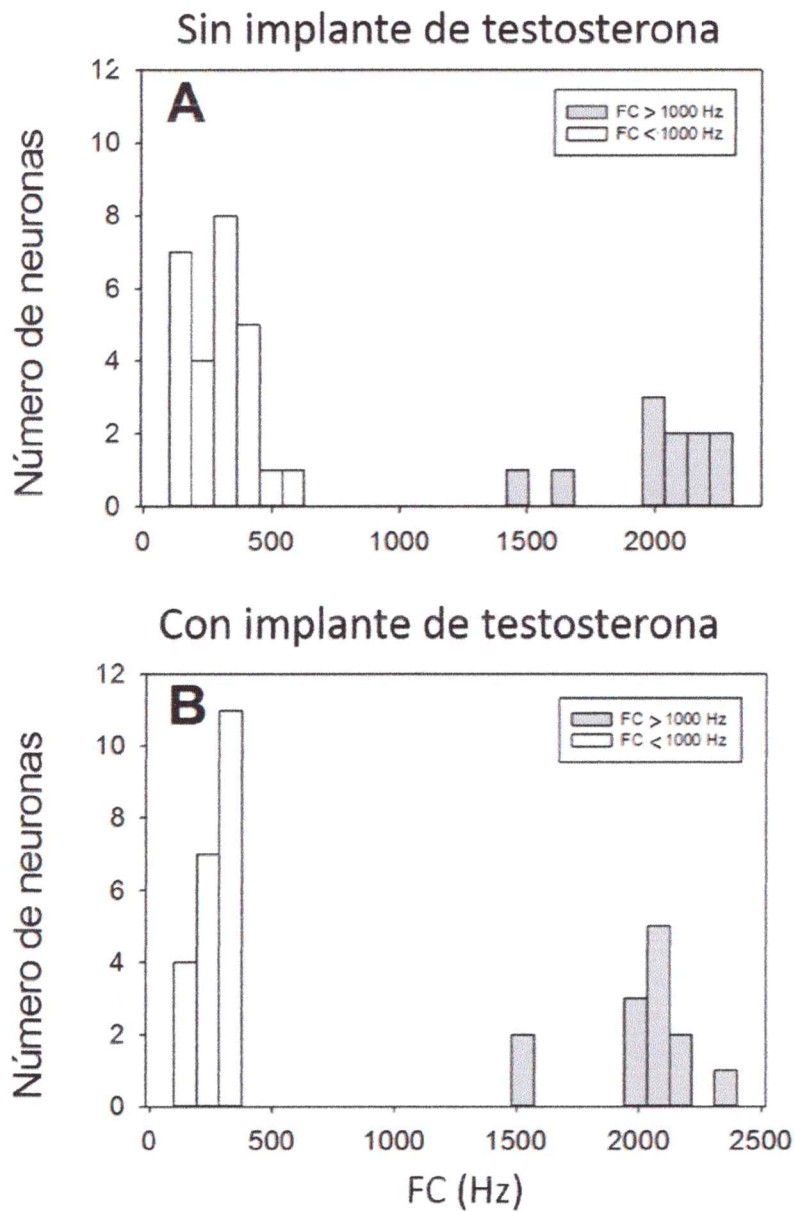 Sin implante de testosterona
A
FC > 1000 Hz
FC < 1000 Hz
Número de neuronas
12
10
8
6
4
2
0
0 500 1000 1500 2000
Con implante de testosterona
B
FC > 1000 Hz
FC < 1000 Hz
Número de neuronas
12
10
8
6
4
2
0
0 500 1000 1500 2000 2500
FC (Hz)